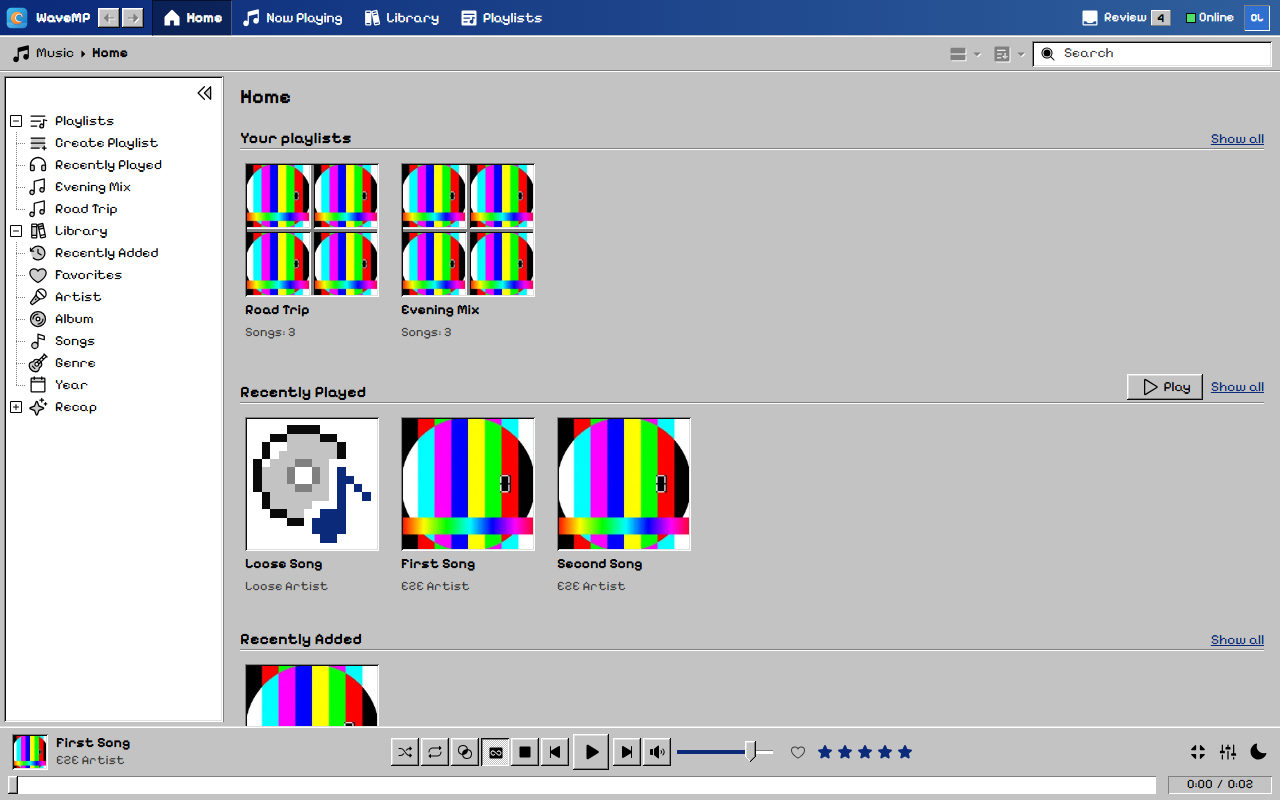 WaveMP
Home
Now Playing
Library
Playlists
Review 4
Online
OL
Music
Home
Search
Playlists
Create Playlist
Recently Played
Evening Mix
Road Trip
Library
Recently Added
Favorites
Artist
Album
Songs
Genre
Year
Recap
Home
Your playlists
Show all
Road Trip
Songs: 3
Evening Mix
Songs: 3
Recently Played
Play
Show all
Loose Song
Loose Artist
First Song
E2E Artist
Second Song
E2E Artist
Recently Added
Show all
First Song
E2E Artist
0:00 / 0:02